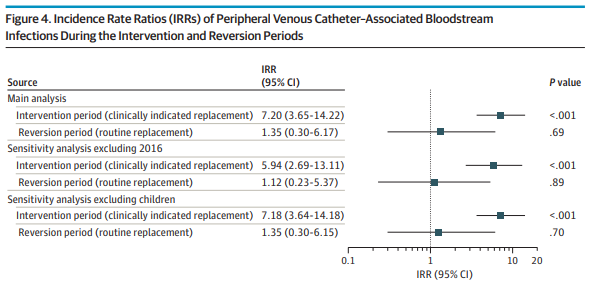 Figure 4. Incidence Rate Ratios (IRRs) of Peripheral Venous Catheter–Associated Bloodstream
Infections During the Intervention and Reversion Periods
Source IRR (95% CI) P value
Main analysis
Intervention period (clinically indicated replacement) 7.20 (3.65-14.22) <.001
Reversion period (routine replacement) 1.35 (0.30-6.17) .69
Sensitivity analysis excluding 2016
Intervention period (clinically indicated replacement) 5.94 (2.69-13.11) <.001
Reversion period (routine replacement) 1.12 (0.23-5.37) .89
Sensitivity analysis excluding children
Intervention period (clinically indicated replacement) 7.18 (3.64-14.18) <.001
Reversion period (routine replacement) 1.35 (0.30-6.15) .70
0.1 1 10 20
IRR (95% CI)